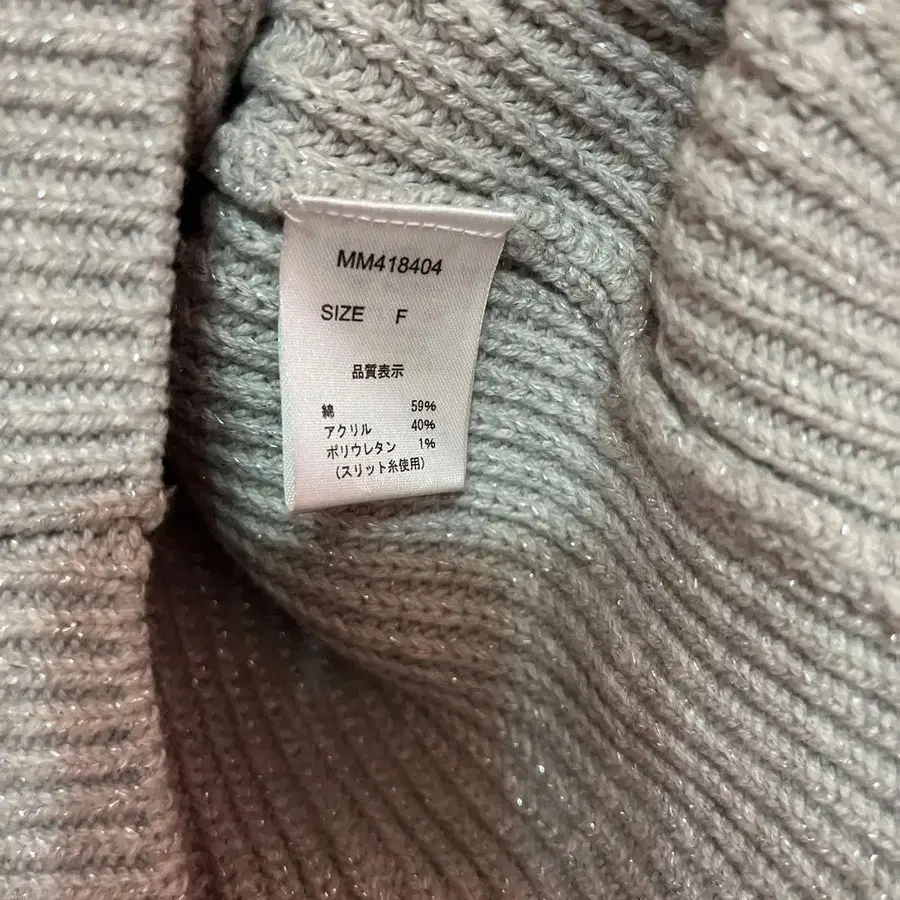 MM418404
SIZE F
品質表示
綿 59%
アクリル 40%
ポリウレタン 1%
(スリット糸使用)